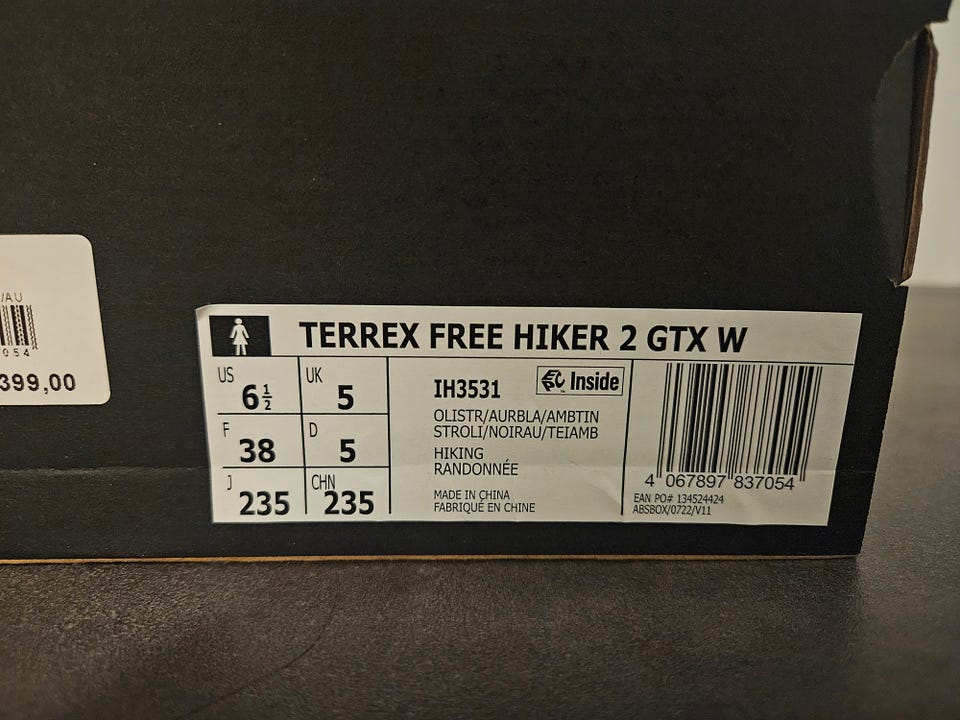 /AU
054
399,00
TERREX FREE HIKER 2 GTX W
US 6½ UK 5
F 38 D 5
J 235 CHN 235
IH3531
Inside
OLISTR/AURBLA/AMBTIN
STROLI/NOIRAU/TEIAMB
HIKING
RANDONNÉE
MADE IN CHINA
FABRIQUÉ EN CHINE
4 067897 837054
EAN PO# 134524424
ABSBOX/0722/V11